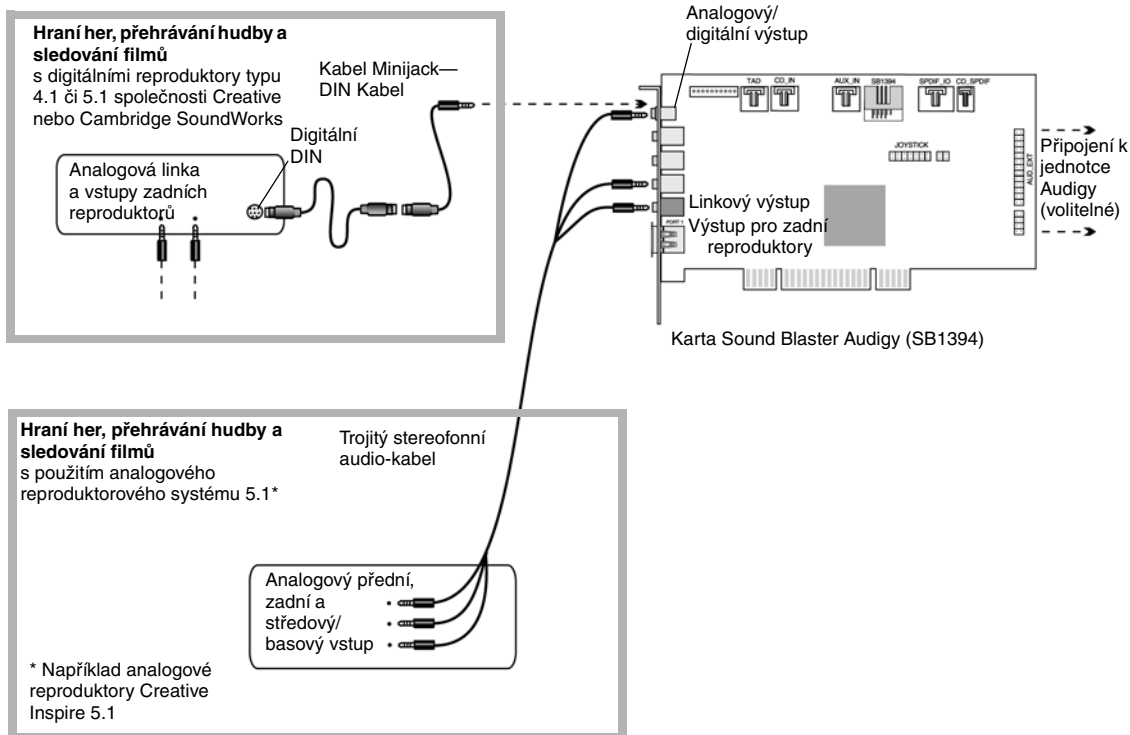 Hraní her, přehrávání hudby a
sledování filmů
s digitálními reproduktory typu
4.1 či 5.1 společnosti Creative
nebo Cambridge SoundWorks
Kabel Minijack—
DIN Kabel
Digitální
DIN
Analogová linka
a vstupy zadních
reproduktorů
Analogový/
digitální výstup
TAD
CD_IN
AUX_IN
SB1394
SPDIF_IO
CD_SPDIF
JOYSTICK
AUD_EXT
Připojení k
jednotce
Audigy
(volitelné)
Linkový výstup
Výstup pro zadní
reproduktory
PORT 1
Karta Sound Blaster Audigy (SB1394)
Hraní her, přehrávání hudby a
sledování filmů
s použitím analogového
reproduktorového systému 5.1*
Trojitý stereofonní
audio-kabel
Analogový přední,
zadní a
středový/
basový vstup
* Například analogové
reproduktory Creative
Inspire 5.1